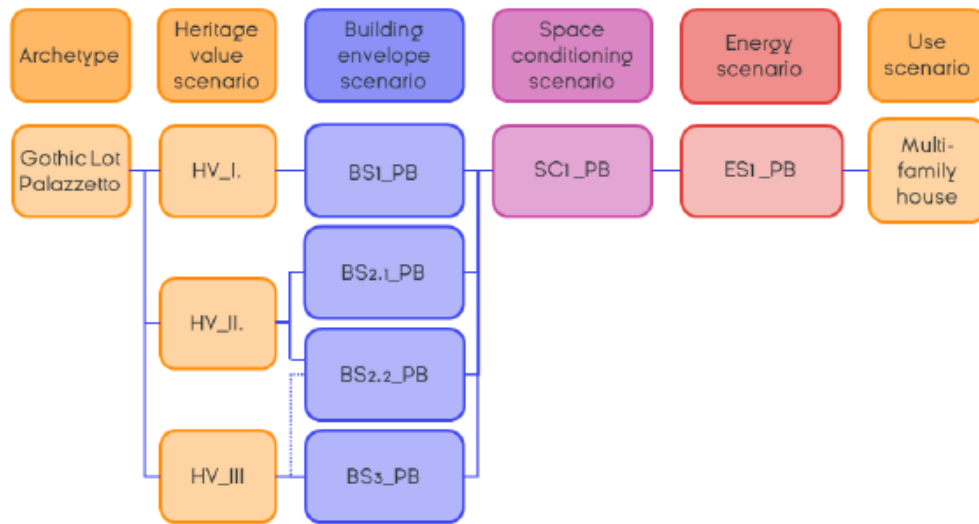 Archetype
Heritage
value
scenario
Building
envelope
scenario
Space
conditioning
scenario
Energy
scenario
Use
scenario
Gothic Lot
Palazzetto
HV_I.
BS1_PB
SC1_PB
ES1_PB
Multi-
family
house
BS2.1_PB
HV_II.
BS2.2_PB
HV_III
BS3_PB